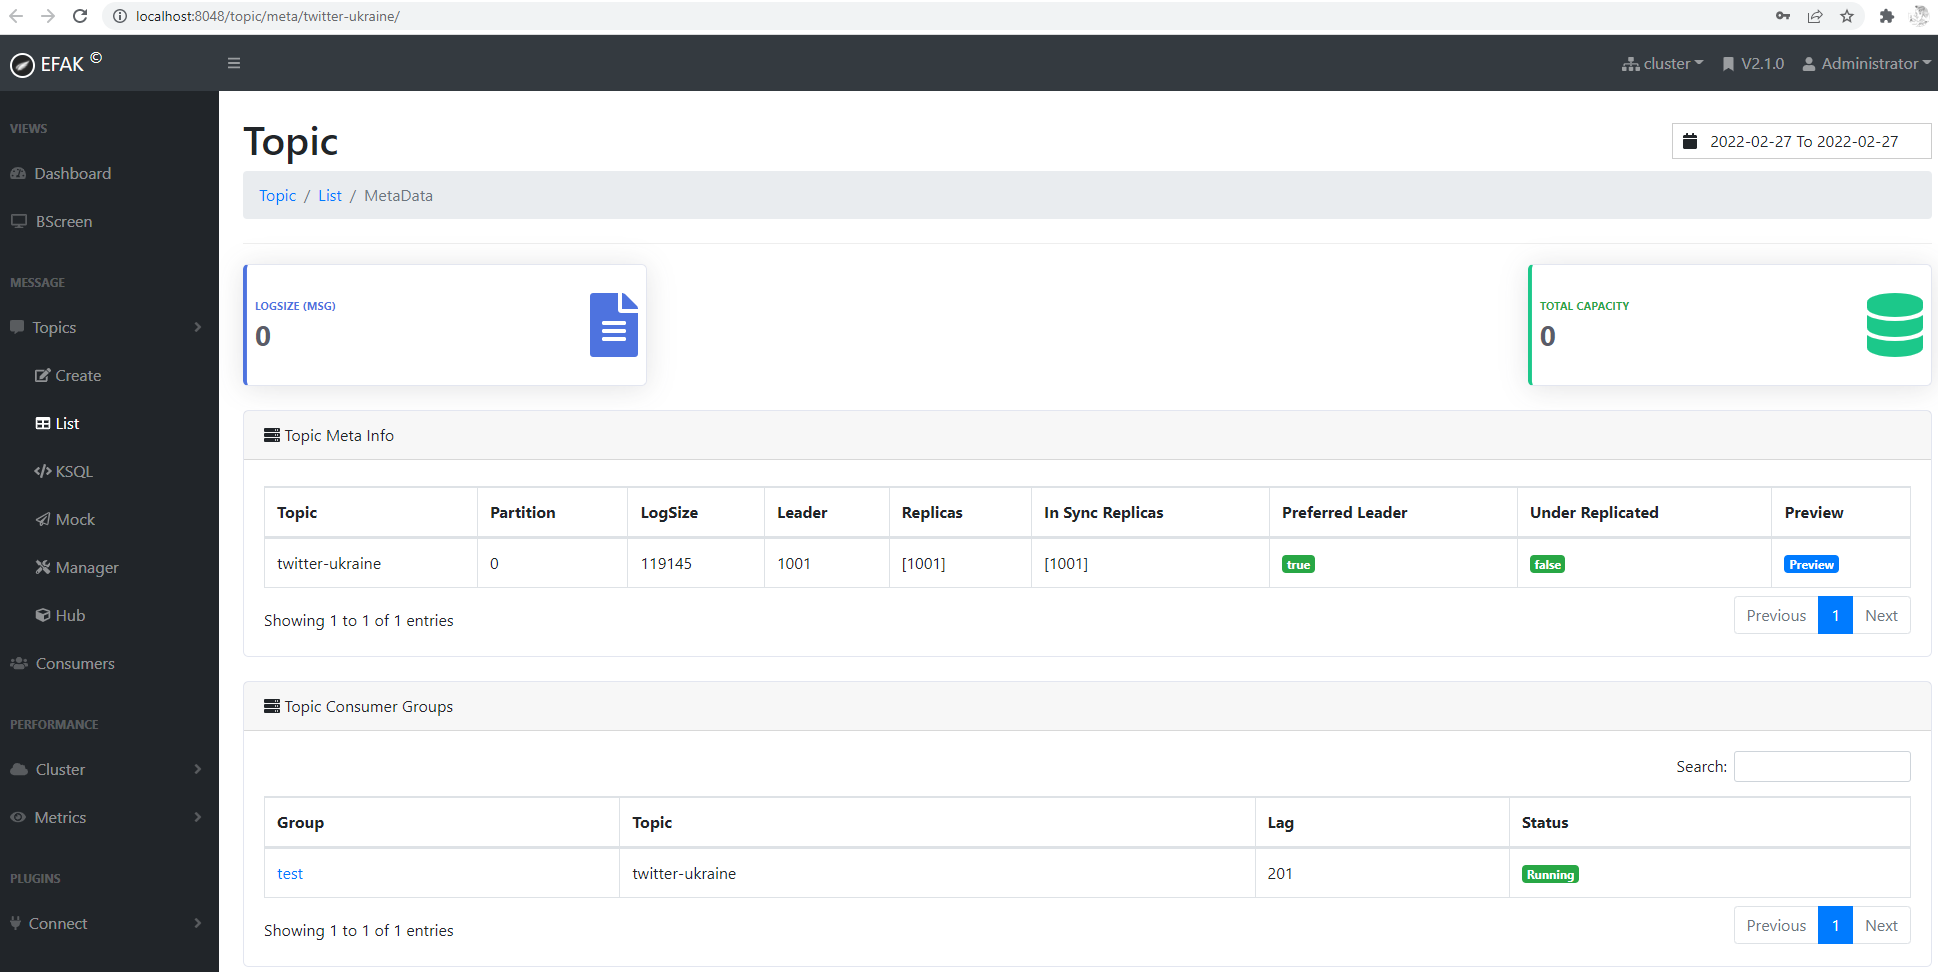 localhost:8048/topic/meta/twitter-ukraine/
EFAK ©
cluster V2.1.0 Administrator
VIEWS
Dashboard
BScreen
MESSAGE
Topics
Create
List
KSQL
Mock
Manager
Hub
Consumers
PERFORMANCE
Cluster
Metrics
PLUGINS
Connect
Topic
2022-02-27 To 2022-02-27
Topic / List / MetaData
LOGSIZE (MSG)
0
TOTAL CAPACITY
0
Topic Meta Info
Topic Partition LogSize Leader Replicas In Sync Replicas Preferred Leader Under Replicated Preview
twitter-ukraine 0 119145 1001 [1001] [1001] true false Preview
Showing 1 to 1 of 1 entries
Previous 1 Next
Topic Consumer Groups
Search:
Group Topic Lag Status
test twitter-ukraine 201 Running
Showing 1 to 1 of 1 entries
Previous 1 Next